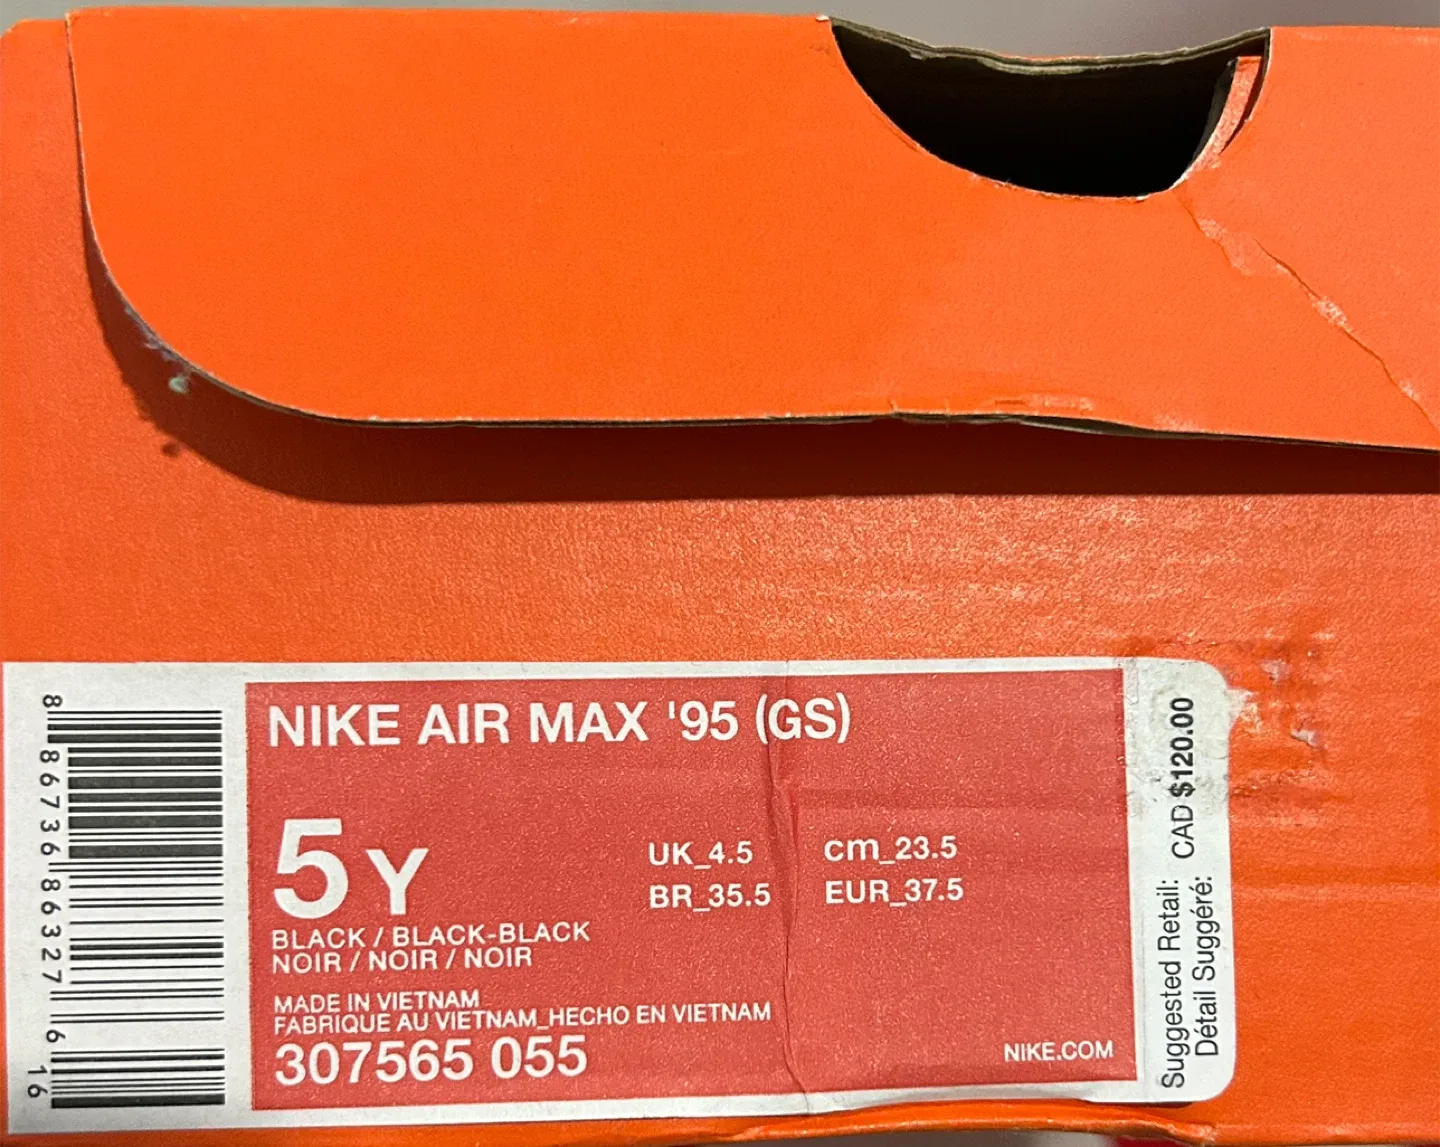 NIKE AIR MAX '95 (GS)
5 Y
UK_4.5 cm_23.5
BR_35.5 EUR_37.5
BLACK / BLACK-BLACK
NOIR / NOIR / NOIR
MADE IN VIETNAM
FABRIQUE AU VIETNAM_HECHO EN VIETNAM
307565 055
NIKE.COM
8 86736 86327 6 16
Suggested Retail: CAD $120.00
Détail Suggéré: